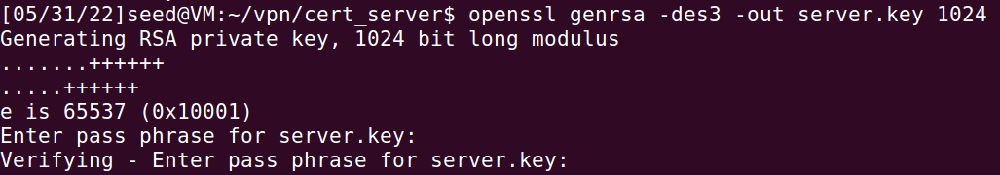 [05/31/22]seed@VM:~/vpn/cert_server$ openssl genrsa -des3 -out server.key 1024
Generating RSA private key, 1024 bit long modulus
.......++++++
.....++++++
e is 65537 (0x10001)
Enter pass phrase for server.key:
Verifying - Enter pass phrase for server.key: